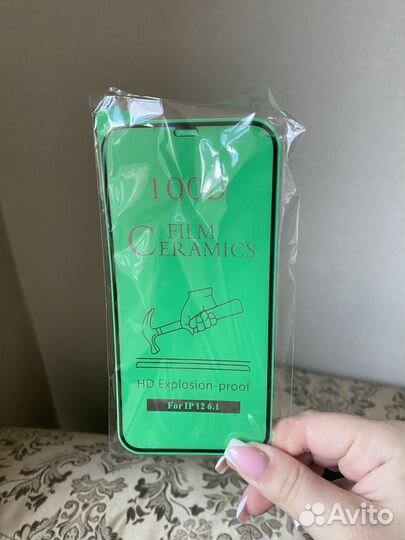 100D
FILM
CERAMICS
HD Explosion-proof
For IP 12 6.1
Avito